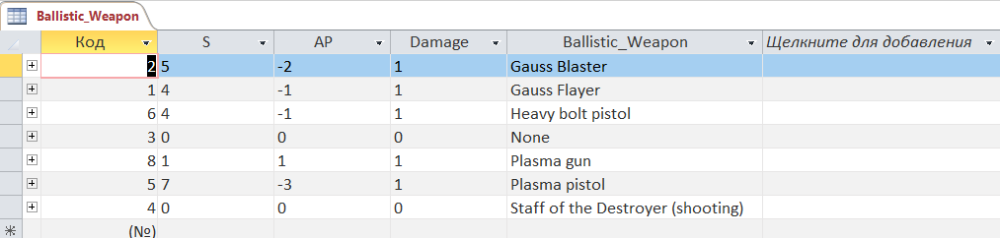 Ballistic_Weapon
Код S AP Damage Ballistic_Weapon Щелкните для добавления
2 5 -2 1 Gauss Blaster
1 4 -1 1 Gauss Flayer
6 4 -1 1 Heavy bolt pistol
3 0 0 0 None
8 1 1 1 Plasma gun
5 7 -3 1 Plasma pistol
4 0 0 0 Staff of the Destroyer (shooting)
(№)